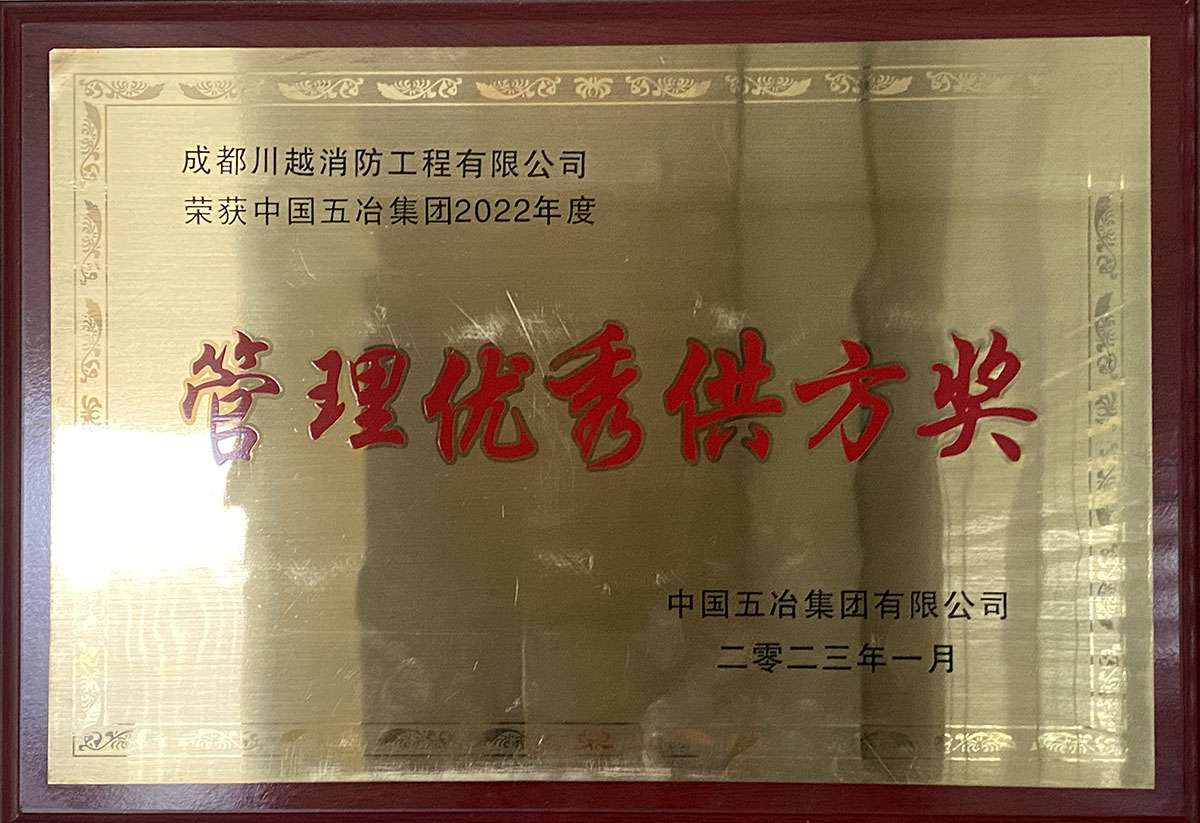 成都川越消防工程有限公司
荣获中国五冶集团2022年度
管理优秀供方奖
中国五冶集团有限公司
二零二三年一月